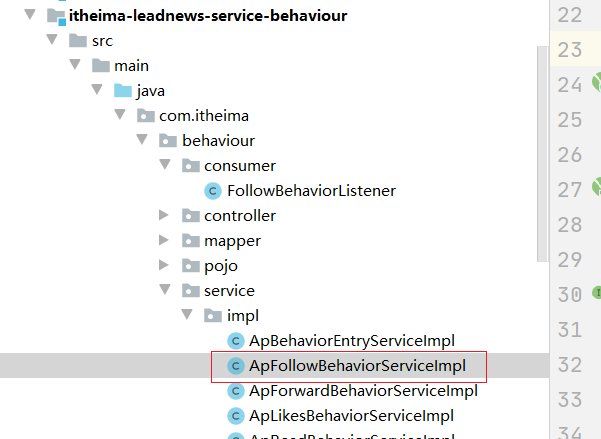 itheima-leadnews-service-behaviour
src
main
java
com.itheima
behaviour
consumer
FollowBehaviorListener
controller
mapper
pojo
service
impl
ApBehaviorEntryServiceImpl
ApFollowBehaviorServiceImpl
ApForwardBehaviorServiceImpl
ApLikesBehaviorServiceImpl
22
23
24
25
26
27
28
29
30
31
32
33
34